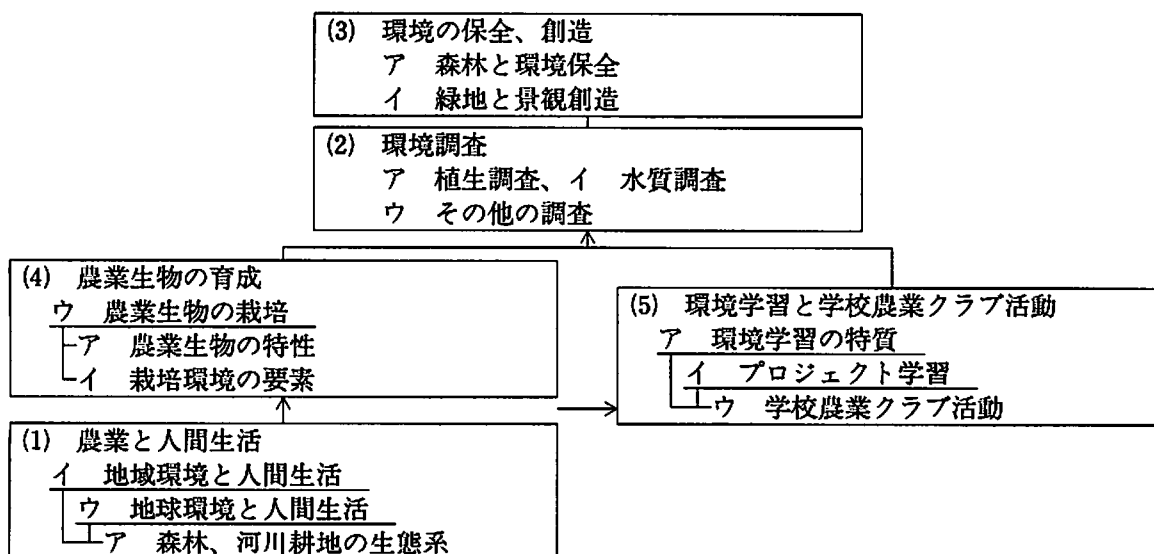 (3) 環境の保全、創造
ア 森林と環境保全
イ 緑地と景観創造
(2) 環境調査
ア 植生調査、イ 水質調査
ウ その他の調査
(4) 農業生物の育成
ウ 農業生物の栽培
ア 農業生物の特性
イ 栽培環境の要素
(5) 環境学習と学校農業クラブ活動
ア 環境学習の特質
イ プロジェクト学習
ウ 学校農業クラブ活動
(1) 農業と人間生活
イ 地域環境と人間生活
ウ 地球環境と人間生活
ア 森林、河川耕地の生態系